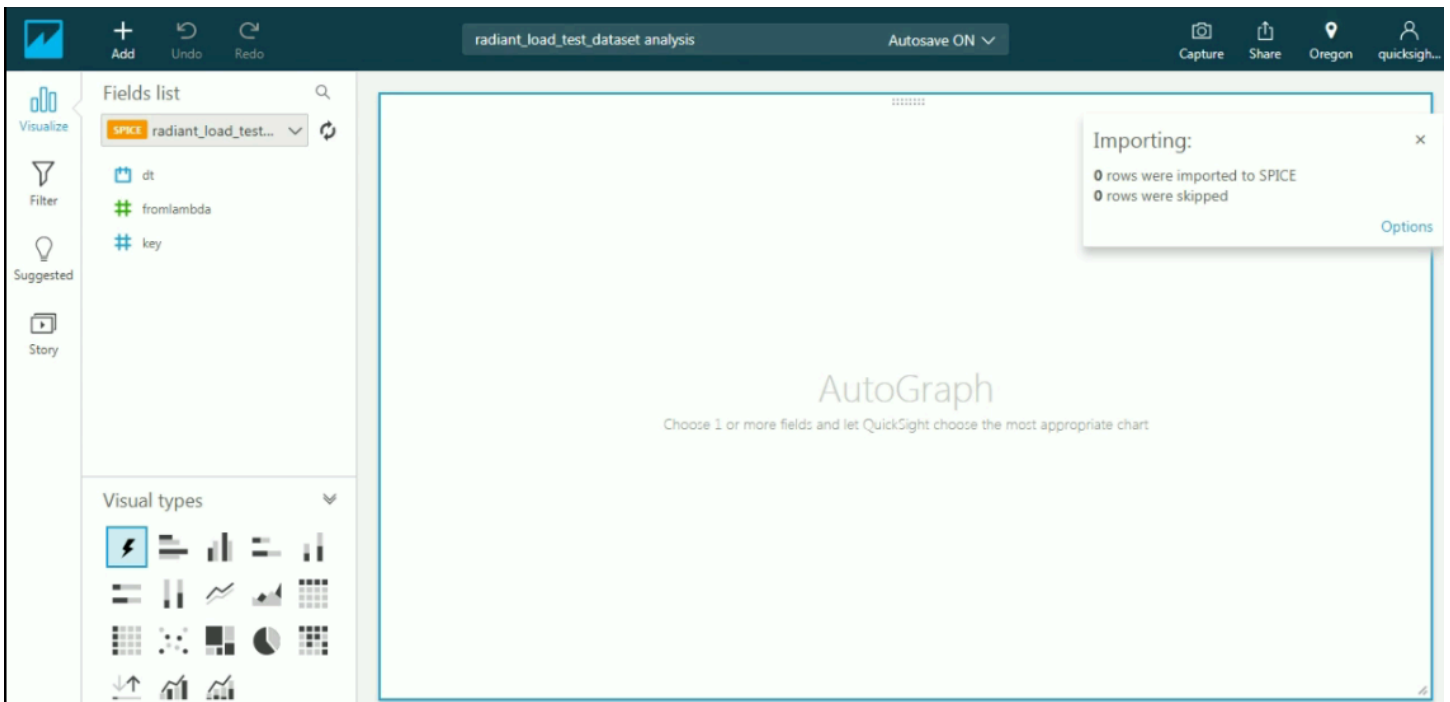 Add
Undo
Redo
radiant_load_test_dataset analysis
Autosave ON
Capture
Share
Oregon
quicksigh...
Visualize
Filter
Suggested
Story
Fields list
SPICE radiant_load_test...
dt
fromlambda
key
Visual types
Importing:
0 rows were imported to SPICE
0 rows were skipped
Options
AutoGraph
Choose 1 or more fields and let QuickSight choose the most appropriate chart